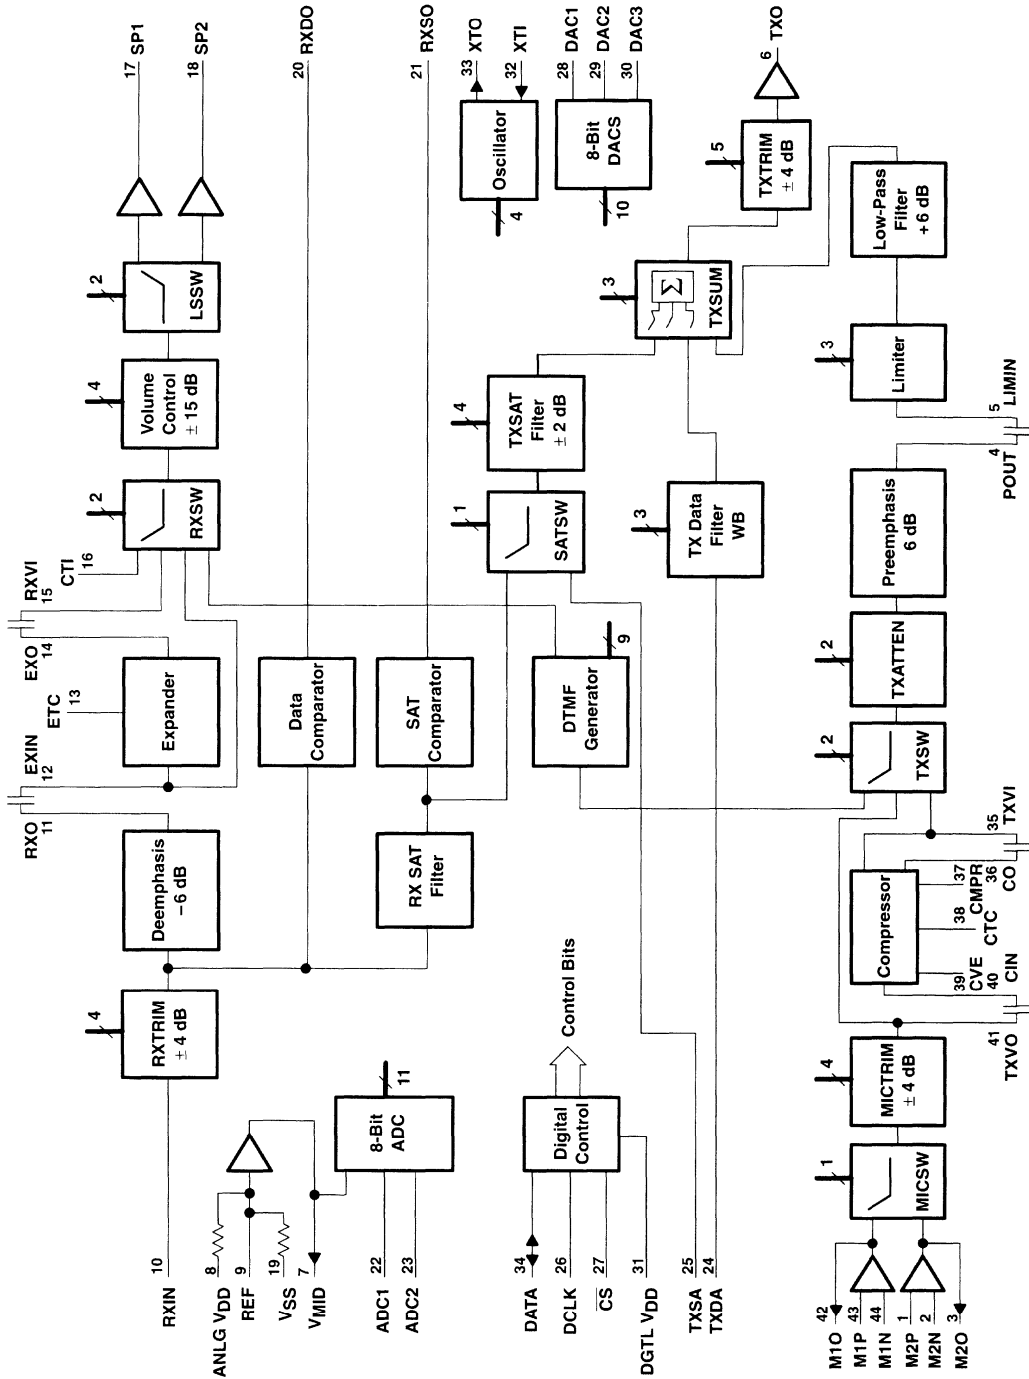 RXIN
10
RXTRIM
± 4 dB
4
Deemphasis
− 6 dB
RXO
11
EXIN
12
ETC
13
Expander
EXO
14
RXVI
15
CTI
16
RXSW
2
Volume
Control
± 15 dB
4
LSSW
2
17
SP1
18
SP2
ANLG VDD
8
REF
9
VSS
19
VMID
7
ADC1
22
ADC2
23
8-Bit
ADC
11
Data
Comparator
20
RXDO
RX SAT
Filter
SAT
Comparator
21
RXSO
Oscillator
4
33
XTO
32
XTI
8-Bit
DACS
10
28
DAC1
29
DAC2
30
DAC3
DATA
34
DCLK
26
CS
27
DGTL VDD
31
Digital
Control
Control Bits
DTMF
Generator
9
SATSW
1
TXSAT
Filter
± 2 dB
4
TXSA
25
TXDA
24
TX Data
Filter
WB
3
TXSUM
Σ
3
TXTRIM
± 4 dB
5
6
TXO
M1O
42
M1P
43
M1N
44
M2P
1
M2N
2
M2O
3
MICSW
1
MICTRIM
± 4 dB
4
TXVO
41
CIN
40
CVE
39
CTC
38
CMPR
37
CO
36
TXVI
35
Compressor
TXSW
2
TXATTEN
2
Preemphasis
6 dB
POUT
4
LIMIN
5
Limiter
3
Low-Pass
Filter
+ 6 dB